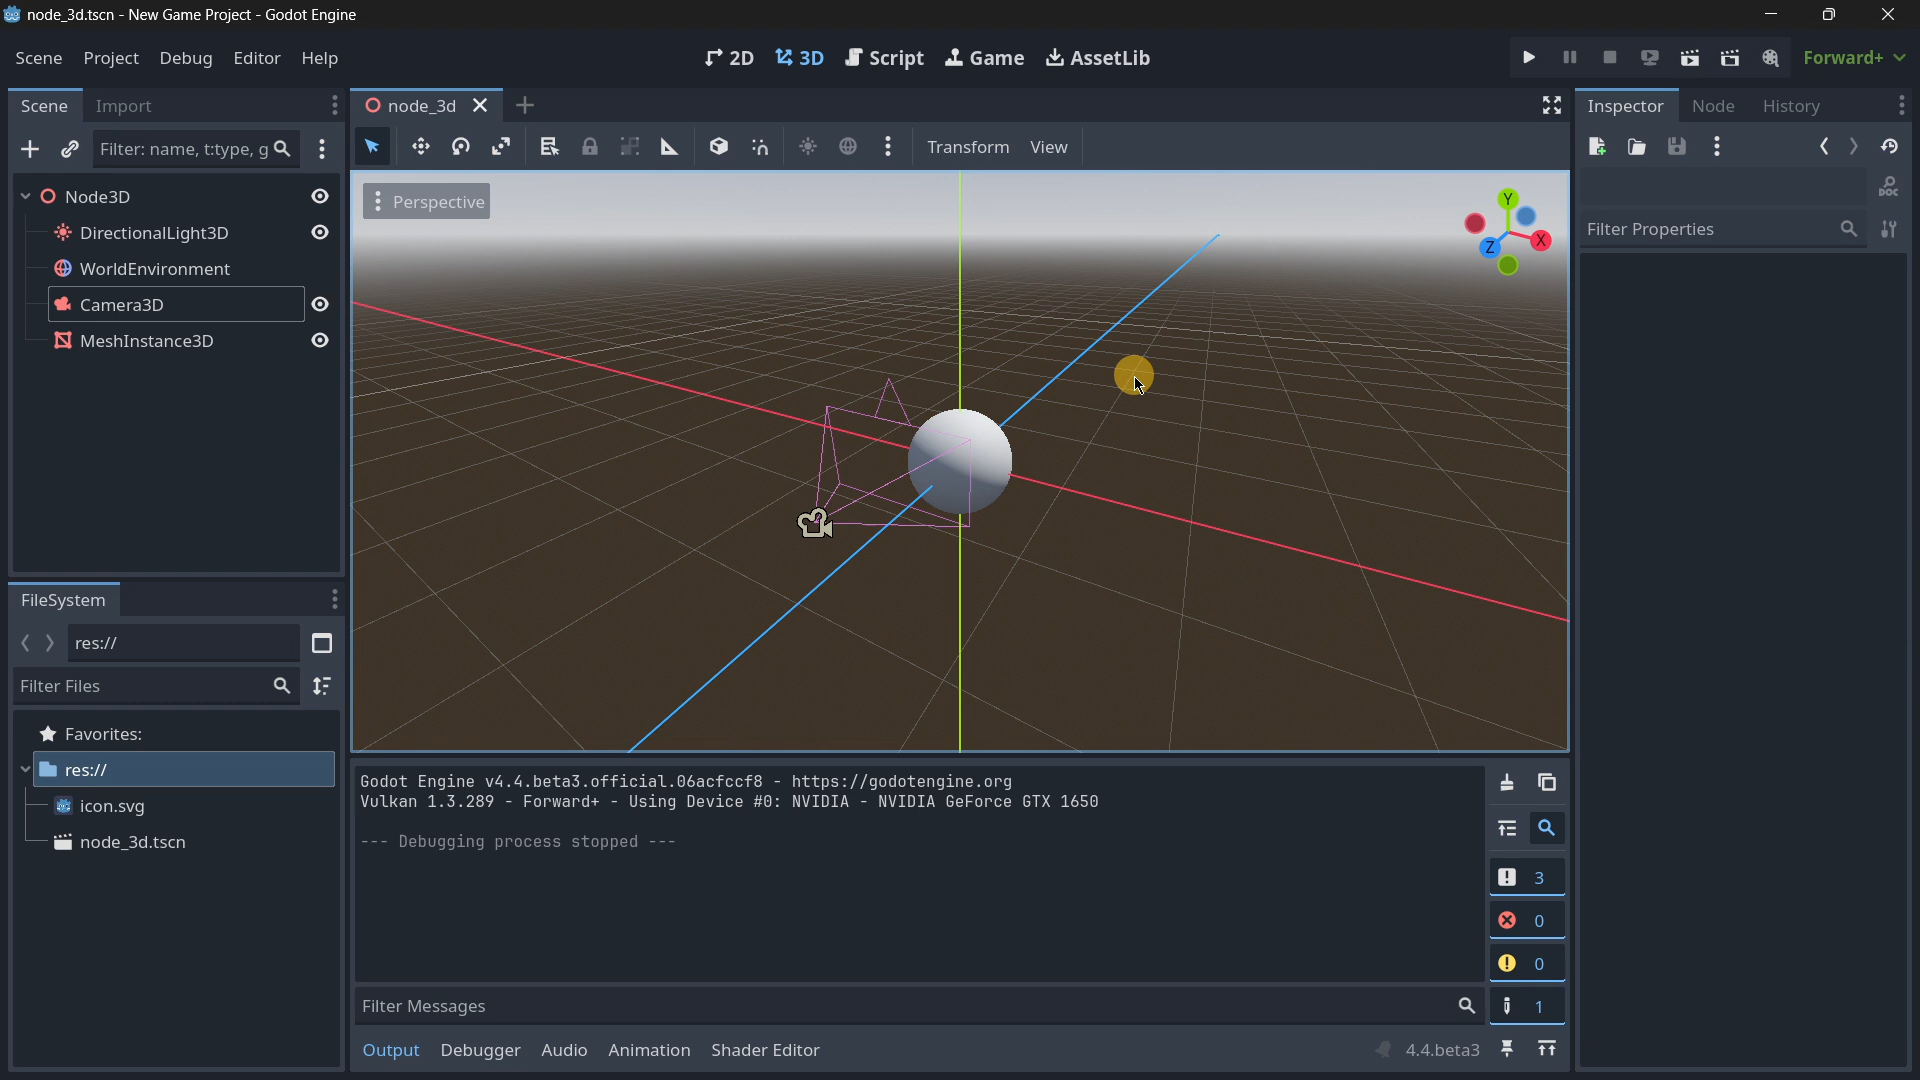 node_3d.tscn - New Game Project - Godot Engine
Scene Project Debug Editor Help
2D 3D Script Game AssetLib
Forward+
Scene Import
Filter: name, t:type, g
Node3D
DirectionalLight3D
WorldEnvironment
Camera3D
MeshInstance3D
FileSystem
res://
Filter Files
Favorites:
res://
icon.svg
node_3d.tscn
node_3d
Transform View
Perspective
Y
X
Z
Godot Engine v4.4.beta3.official.06acfccf8 - https://godotengine.org
Vulkan 1.3.289 - Forward+ - Using Device #0: NVIDIA - NVIDIA GeForce GTX 1650
--- Debugging process stopped ---
3
0
0
1
Filter Messages
Output Debugger Audio Animation Shader Editor
4.4.beta3
Inspector Node History
DOC
Filter Properties